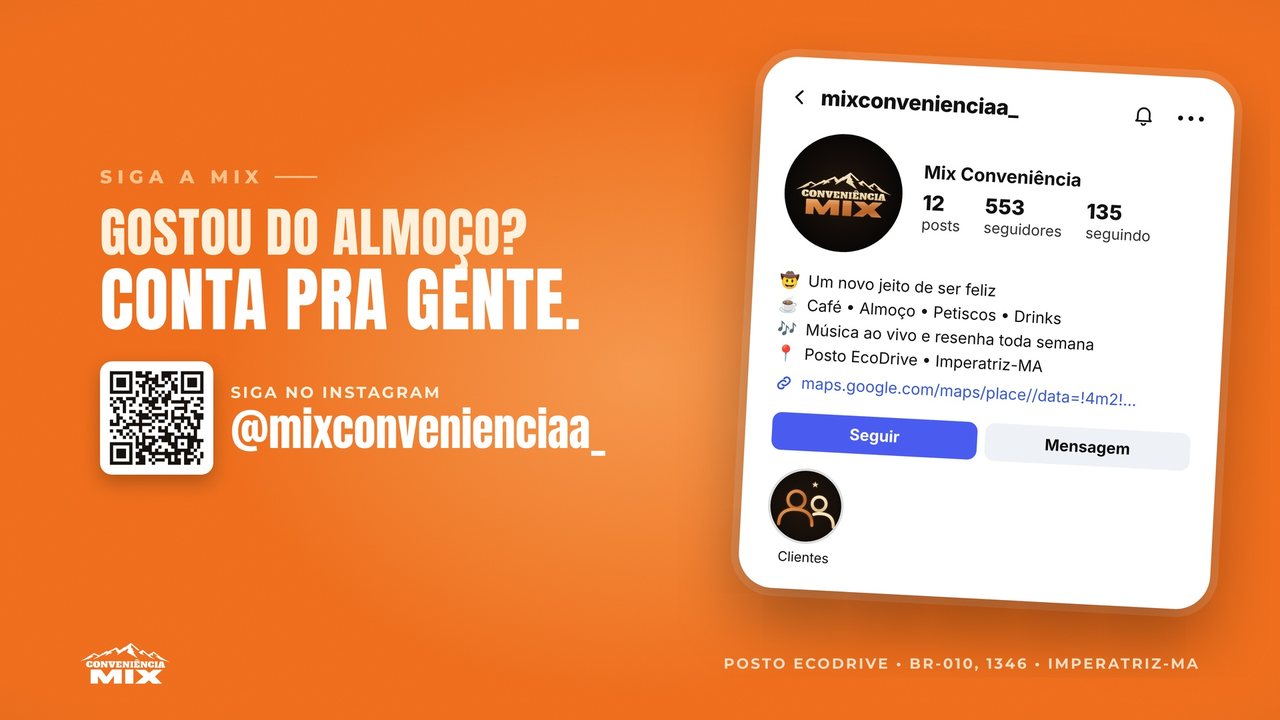 SIGA A MIX
GOSTOU DO ALMOÇO?
CONTA PRA GENTE.
SIGA NO INSTAGRAM
@mixconvenienciaa_
CONVENIÊNCIA
MIX
mixconvenienciaa_
CONVENIÊNCIA
MIX
Mix Conveniência
12 553 135
posts seguidores seguindo
🤠 Um novo jeito de ser feliz
☕ Café • Almoço • Petiscos • Drinks
🎶 Música ao vivo e resenha toda semana
📍 Posto EcoDrive • Imperatriz-MA
maps.google.com/maps/place//data=!4m2!...
Seguir Mensagem
Clientes
POSTO ECODRIVE • BR-010, 1346 • IMPERATRIZ-MA